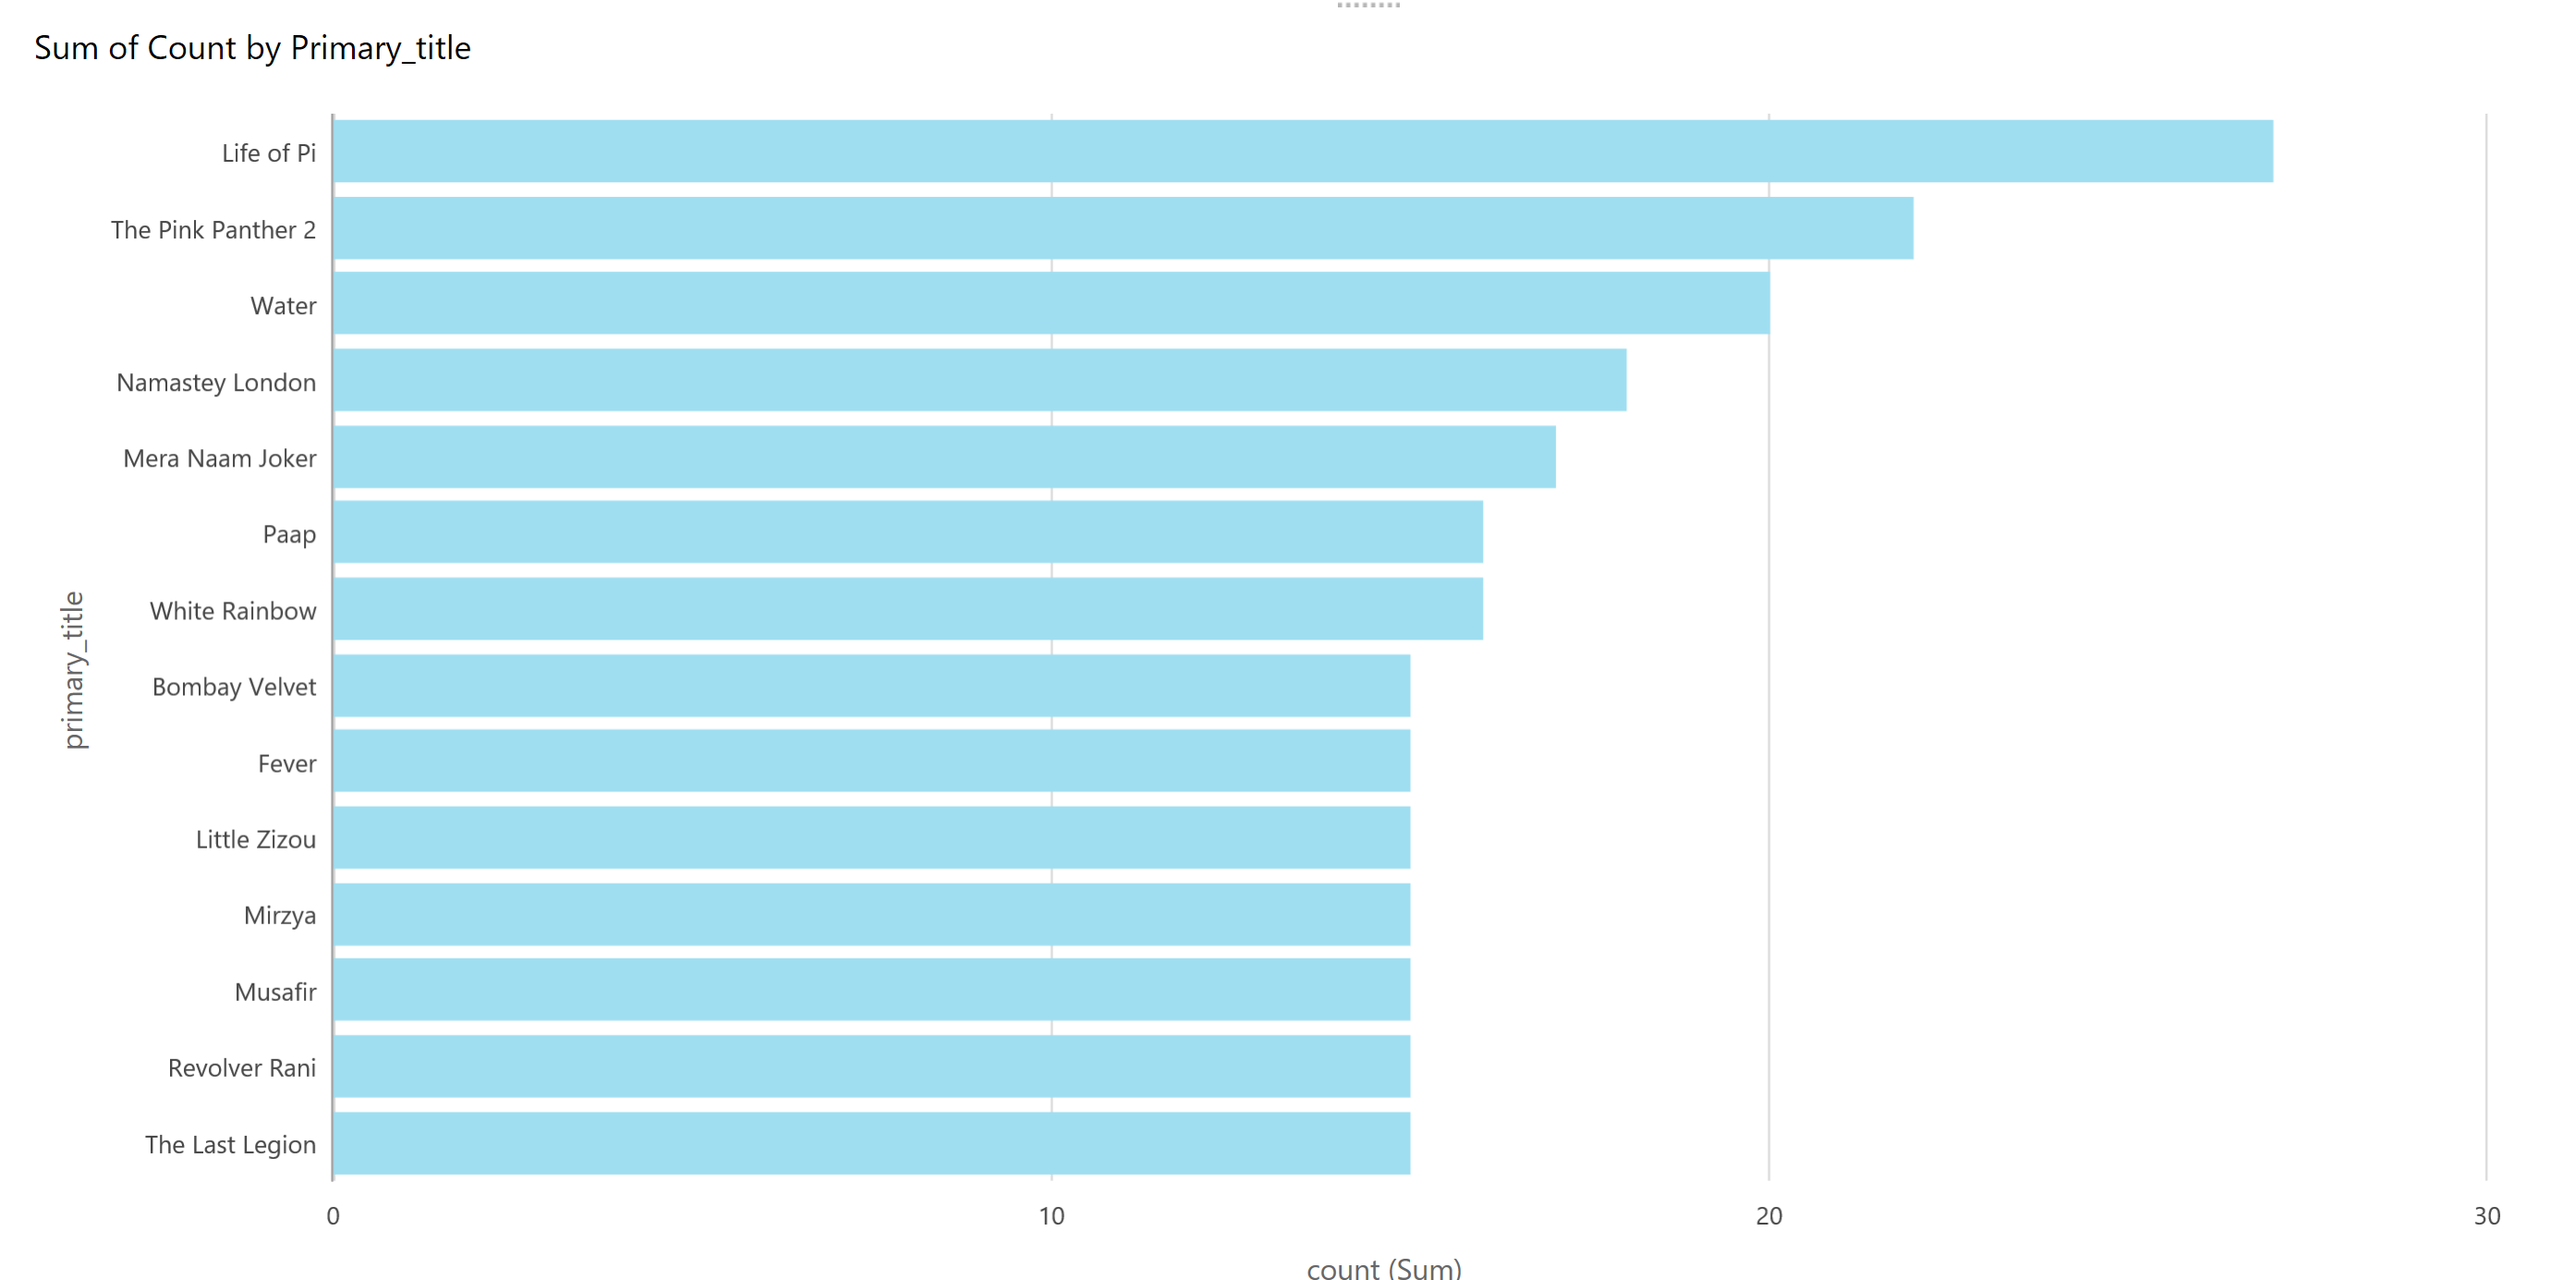 Sum of Count by Primary_title
Life of Pi
The Pink Panther 2
Water
Namastey London
Mera Naam Joker
Paap
White Rainbow
Bombay Velvet
Fever
Little Zizou
Mirzya
Musafir
Revolver Rani
The Last Legion
primary_title
0 10 20 30
count (Sum)